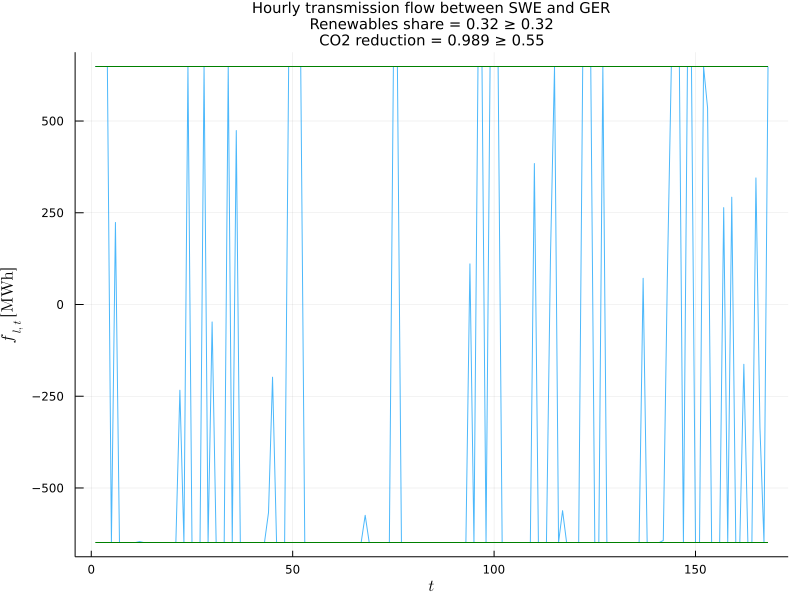 Hourly transmission flow between SWE and GER
Renewables share = 0.32 ≥ 0.32
CO2 reduction = 0.989 ≥ 0.55
500
250
0
−250
−500
f l,t [MWh]
0 50 100 150
t